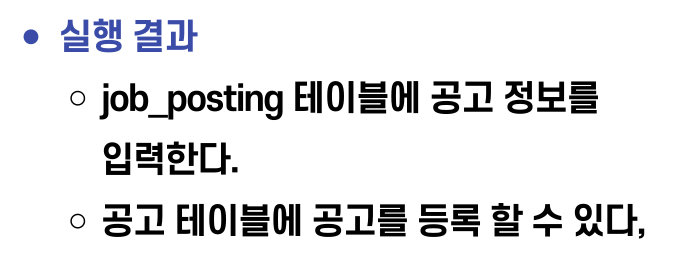 • 실행 결과
○ job_posting 테이블에 공고 정보를
입력한다.
○ 공고 테이블에 공고를 등록 할 수 있다,